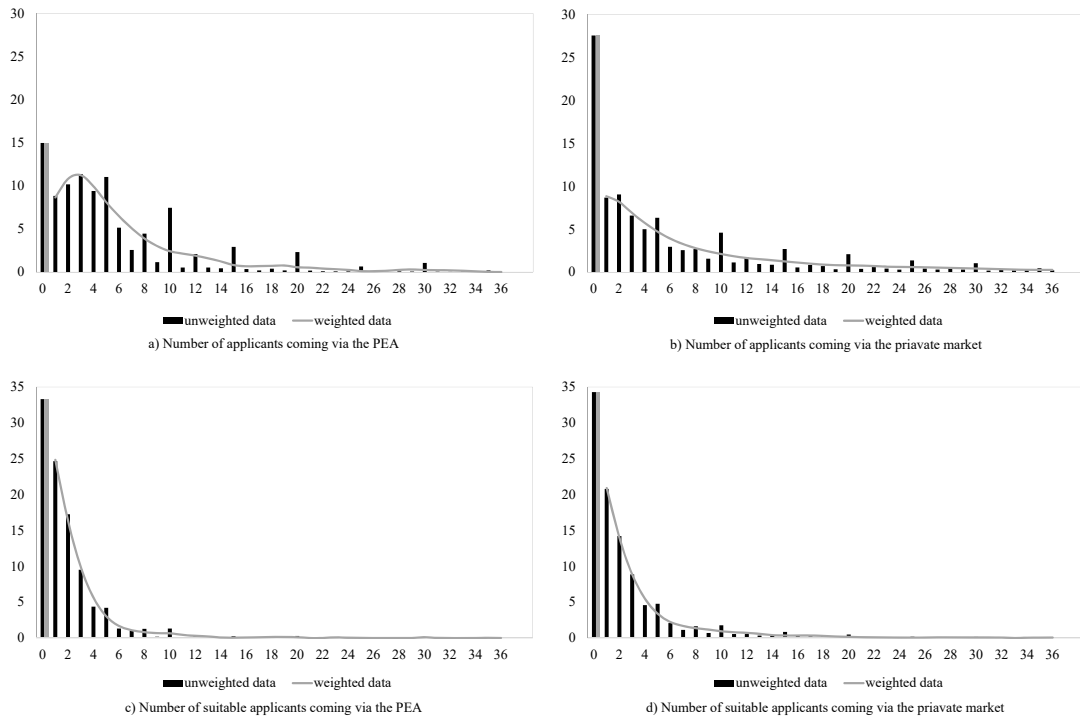 30
25
20
15
10
5
0
0 2 4 6 8 10 12 14 16 18 20 22 24 26 28 30 32 34 36
unweighted data weighted data
a) Number of applicants coming via the PEA
30
25
20
15
10
5
0
0 2 4 6 8 10 12 14 16 18 20 22 24 26 28 30 32 34 36
unweighted data weighted data
b) Number of applicants coming via the priavate market
35
30
25
20
15
10
5
0
0 2 4 6 8 10 12 14 16 18 20 22 24 26 28 30 32 34 36
unweighted data weighted data
c) Number of suitable applicants coming via the PEA
35
30
25
20
15
10
5
0
0 2 4 6 8 10 12 14 16 18 20 22 24 26 28 30 32 34 36
unweighted data weighted data
d) Number of suitable applicants coming via the priavate market